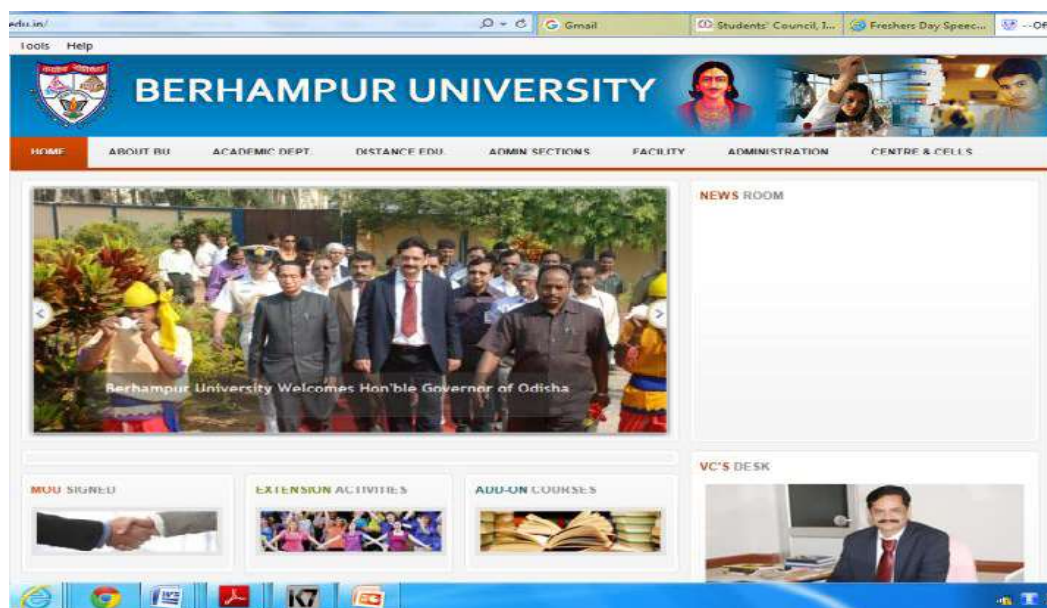 edu.in/
Gmail
Students' Council, I...
Freshers Day Speec...
Tools Help
BERHAMPUR UNIVERSITY
HOME ABOUT BU ACADEMIC DEPT. DISTANCE EDU. ADMIN SECTIONS FACILITY ADMINISTRATION CENTRE & CELLS
NEWS ROOM
Berhampur University Welcomes Hon'ble Governor of Odisha
VC'S DESK
MOU SIGNED
EXTENSION ACTIVITIES
ADD-ON COURSES
K7